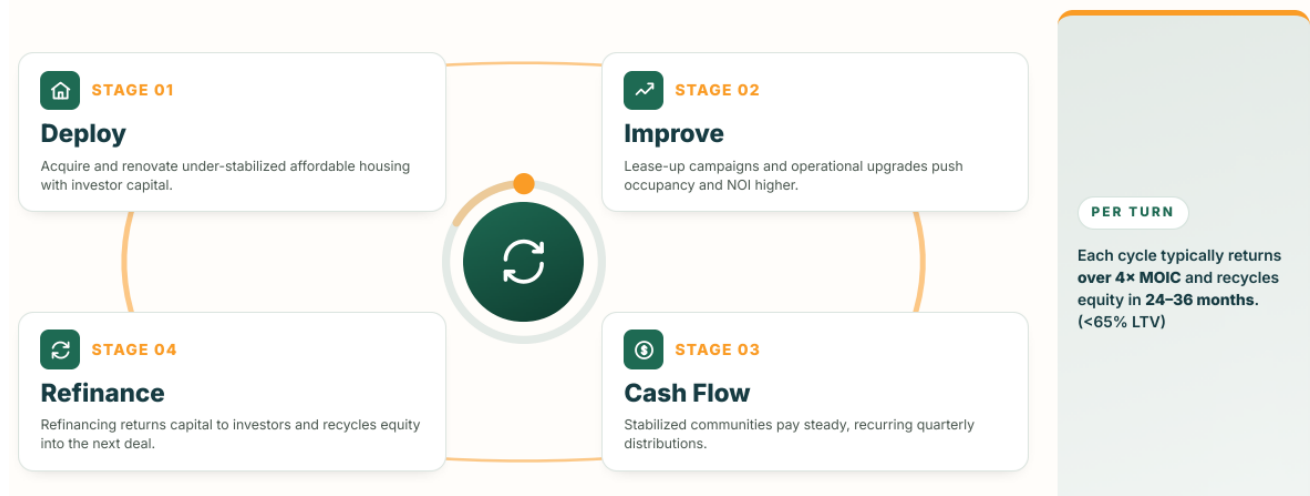 STAGE 01
Deploy
Acquire and renovate under-stabilized affordable housing
with investor capital.
STAGE 02
Improve
Lease-up campaigns and operational upgrades push
occupancy and NOI higher.
STAGE 04
Refinance
Refinancing returns capital to investors and recycles equity
into the next deal.
STAGE 03
Cash Flow
Stabilized communities pay steady, recurring quarterly
distributions.
PER TURN
Each cycle typically returns
over 4× MOIC and recycles
equity in 24–36 months.
(<65% LTV)